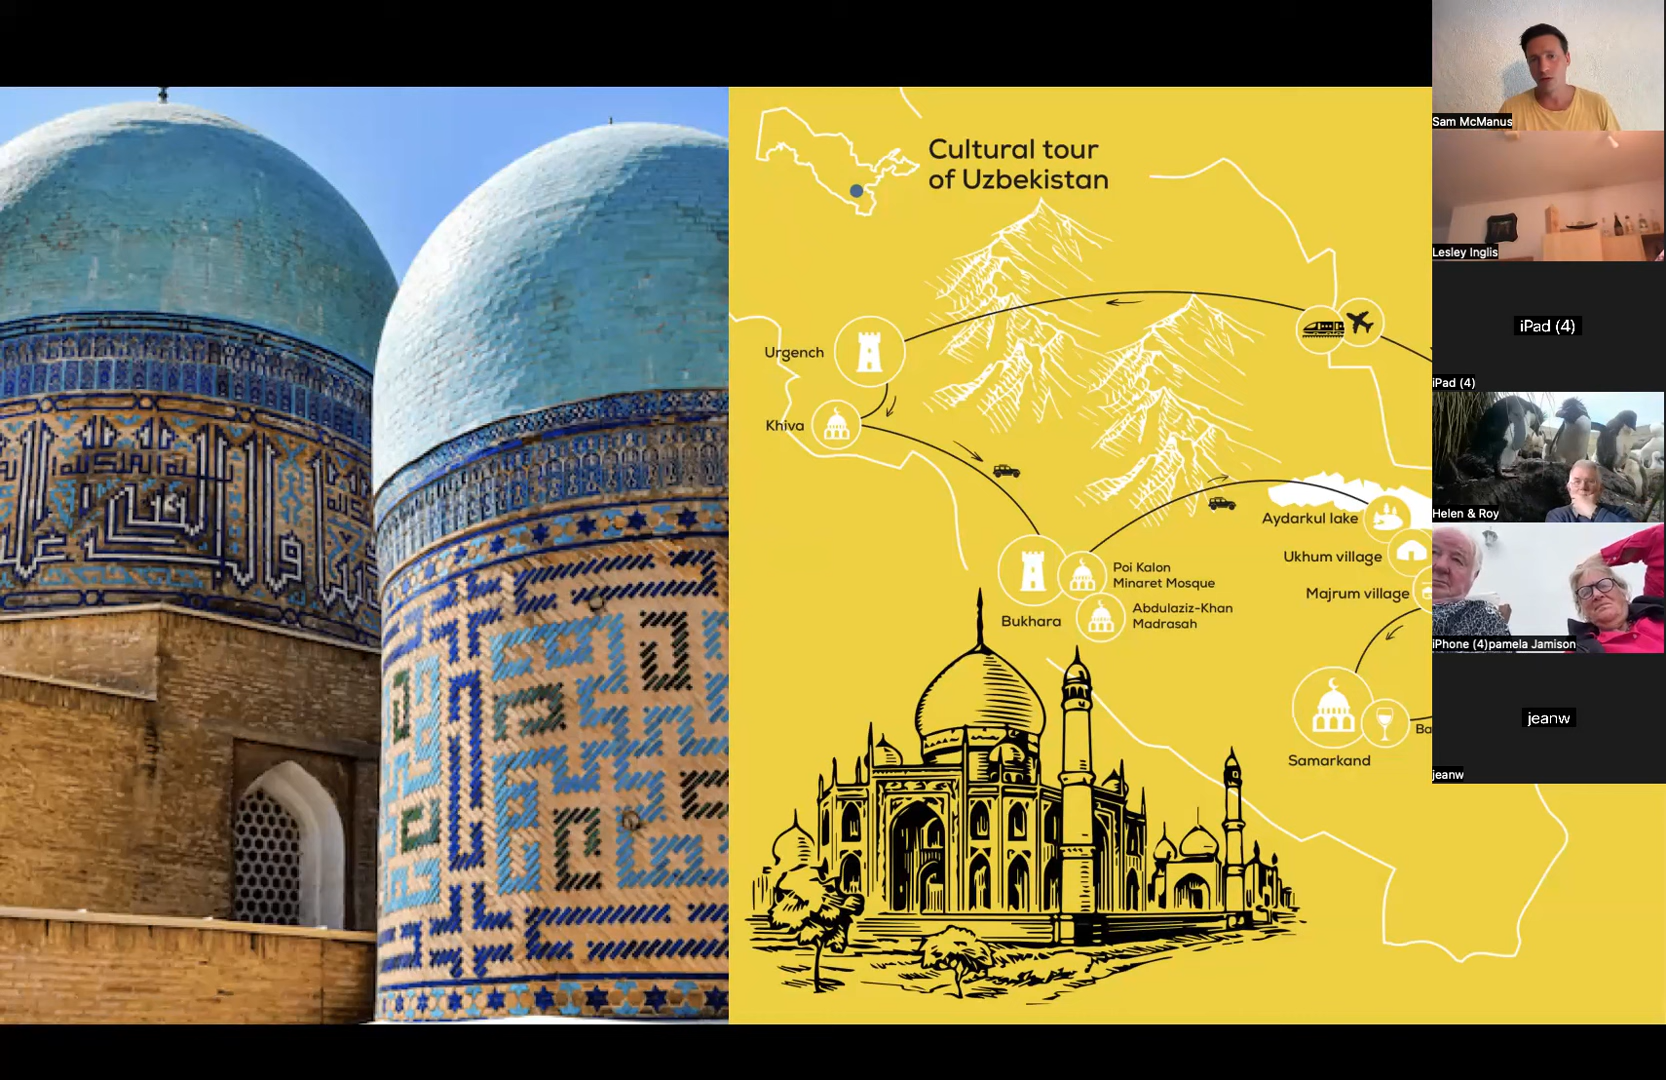 Cultural tour
of Uzbekistan
Urgench
Khiva
Aydarkul lake
Ukhum village
Majrum village
Poi Kalon
Minaret Mosque
Abdulaziz-Khan
Madrasah
Bukhara
Samarkand
Ba
Sam McManus
Lesley Inglis
iPad (4)
iPad (4)
Helen & Roy
iPhone (4)pamela Jamison
jeanw
jeanw